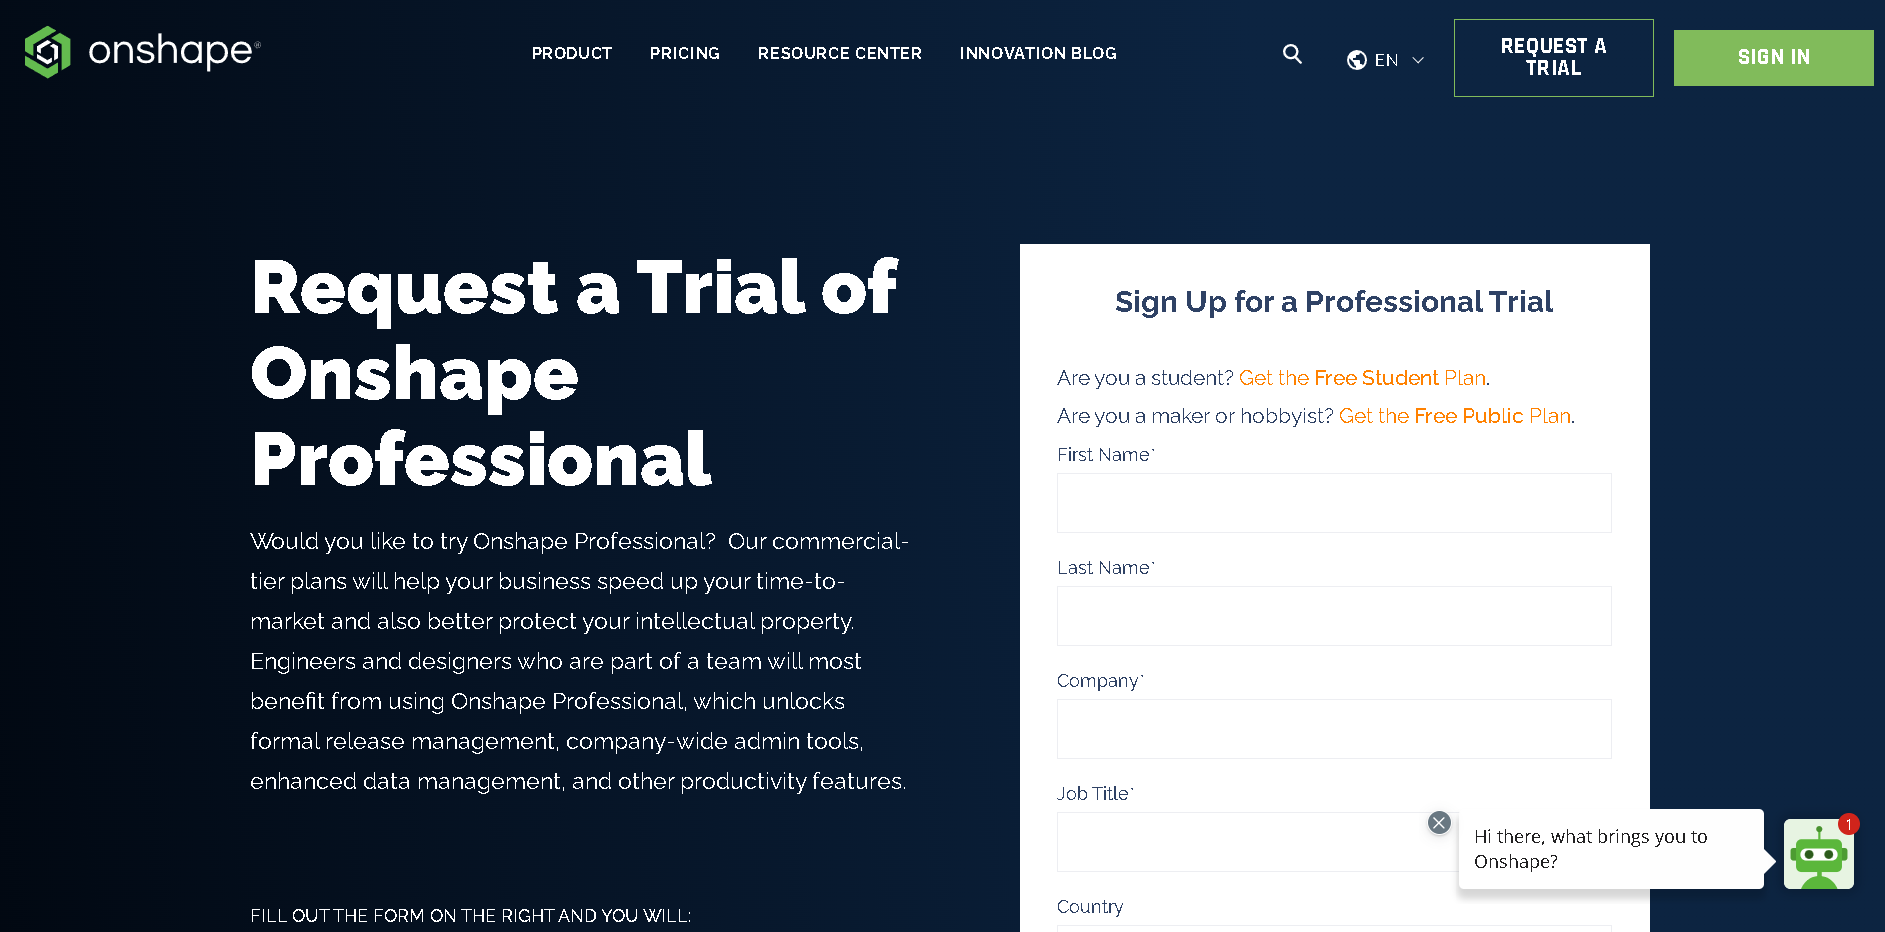 onshape®
PRODUCT
PRICING
RESOURCE CENTER
INNOVATION BLOG
EN
REQUEST A
TRIAL
SIGN IN
Request a Trial of
Onshape
Professional
Would you like to try Onshape Professional?  Our commercial-
tier plans will help your business speed up your time-to-
market and also better protect your intellectual property.
Engineers and designers who are part of a team will most
benefit from using Onshape Professional, which unlocks
formal release management, company-wide admin tools,
enhanced data management, and other productivity features.
FILL OUT THE FORM ON THE RIGHT AND YOU WILL:
Sign Up for a Professional Trial
Are you a student? Get the Free Student Plan.
Are you a maker or hobbyist? Get the Free Public Plan.
First Name*
Last Name*
Company*
Job Title*
Country
Hi there, what brings you to
Onshape?
1